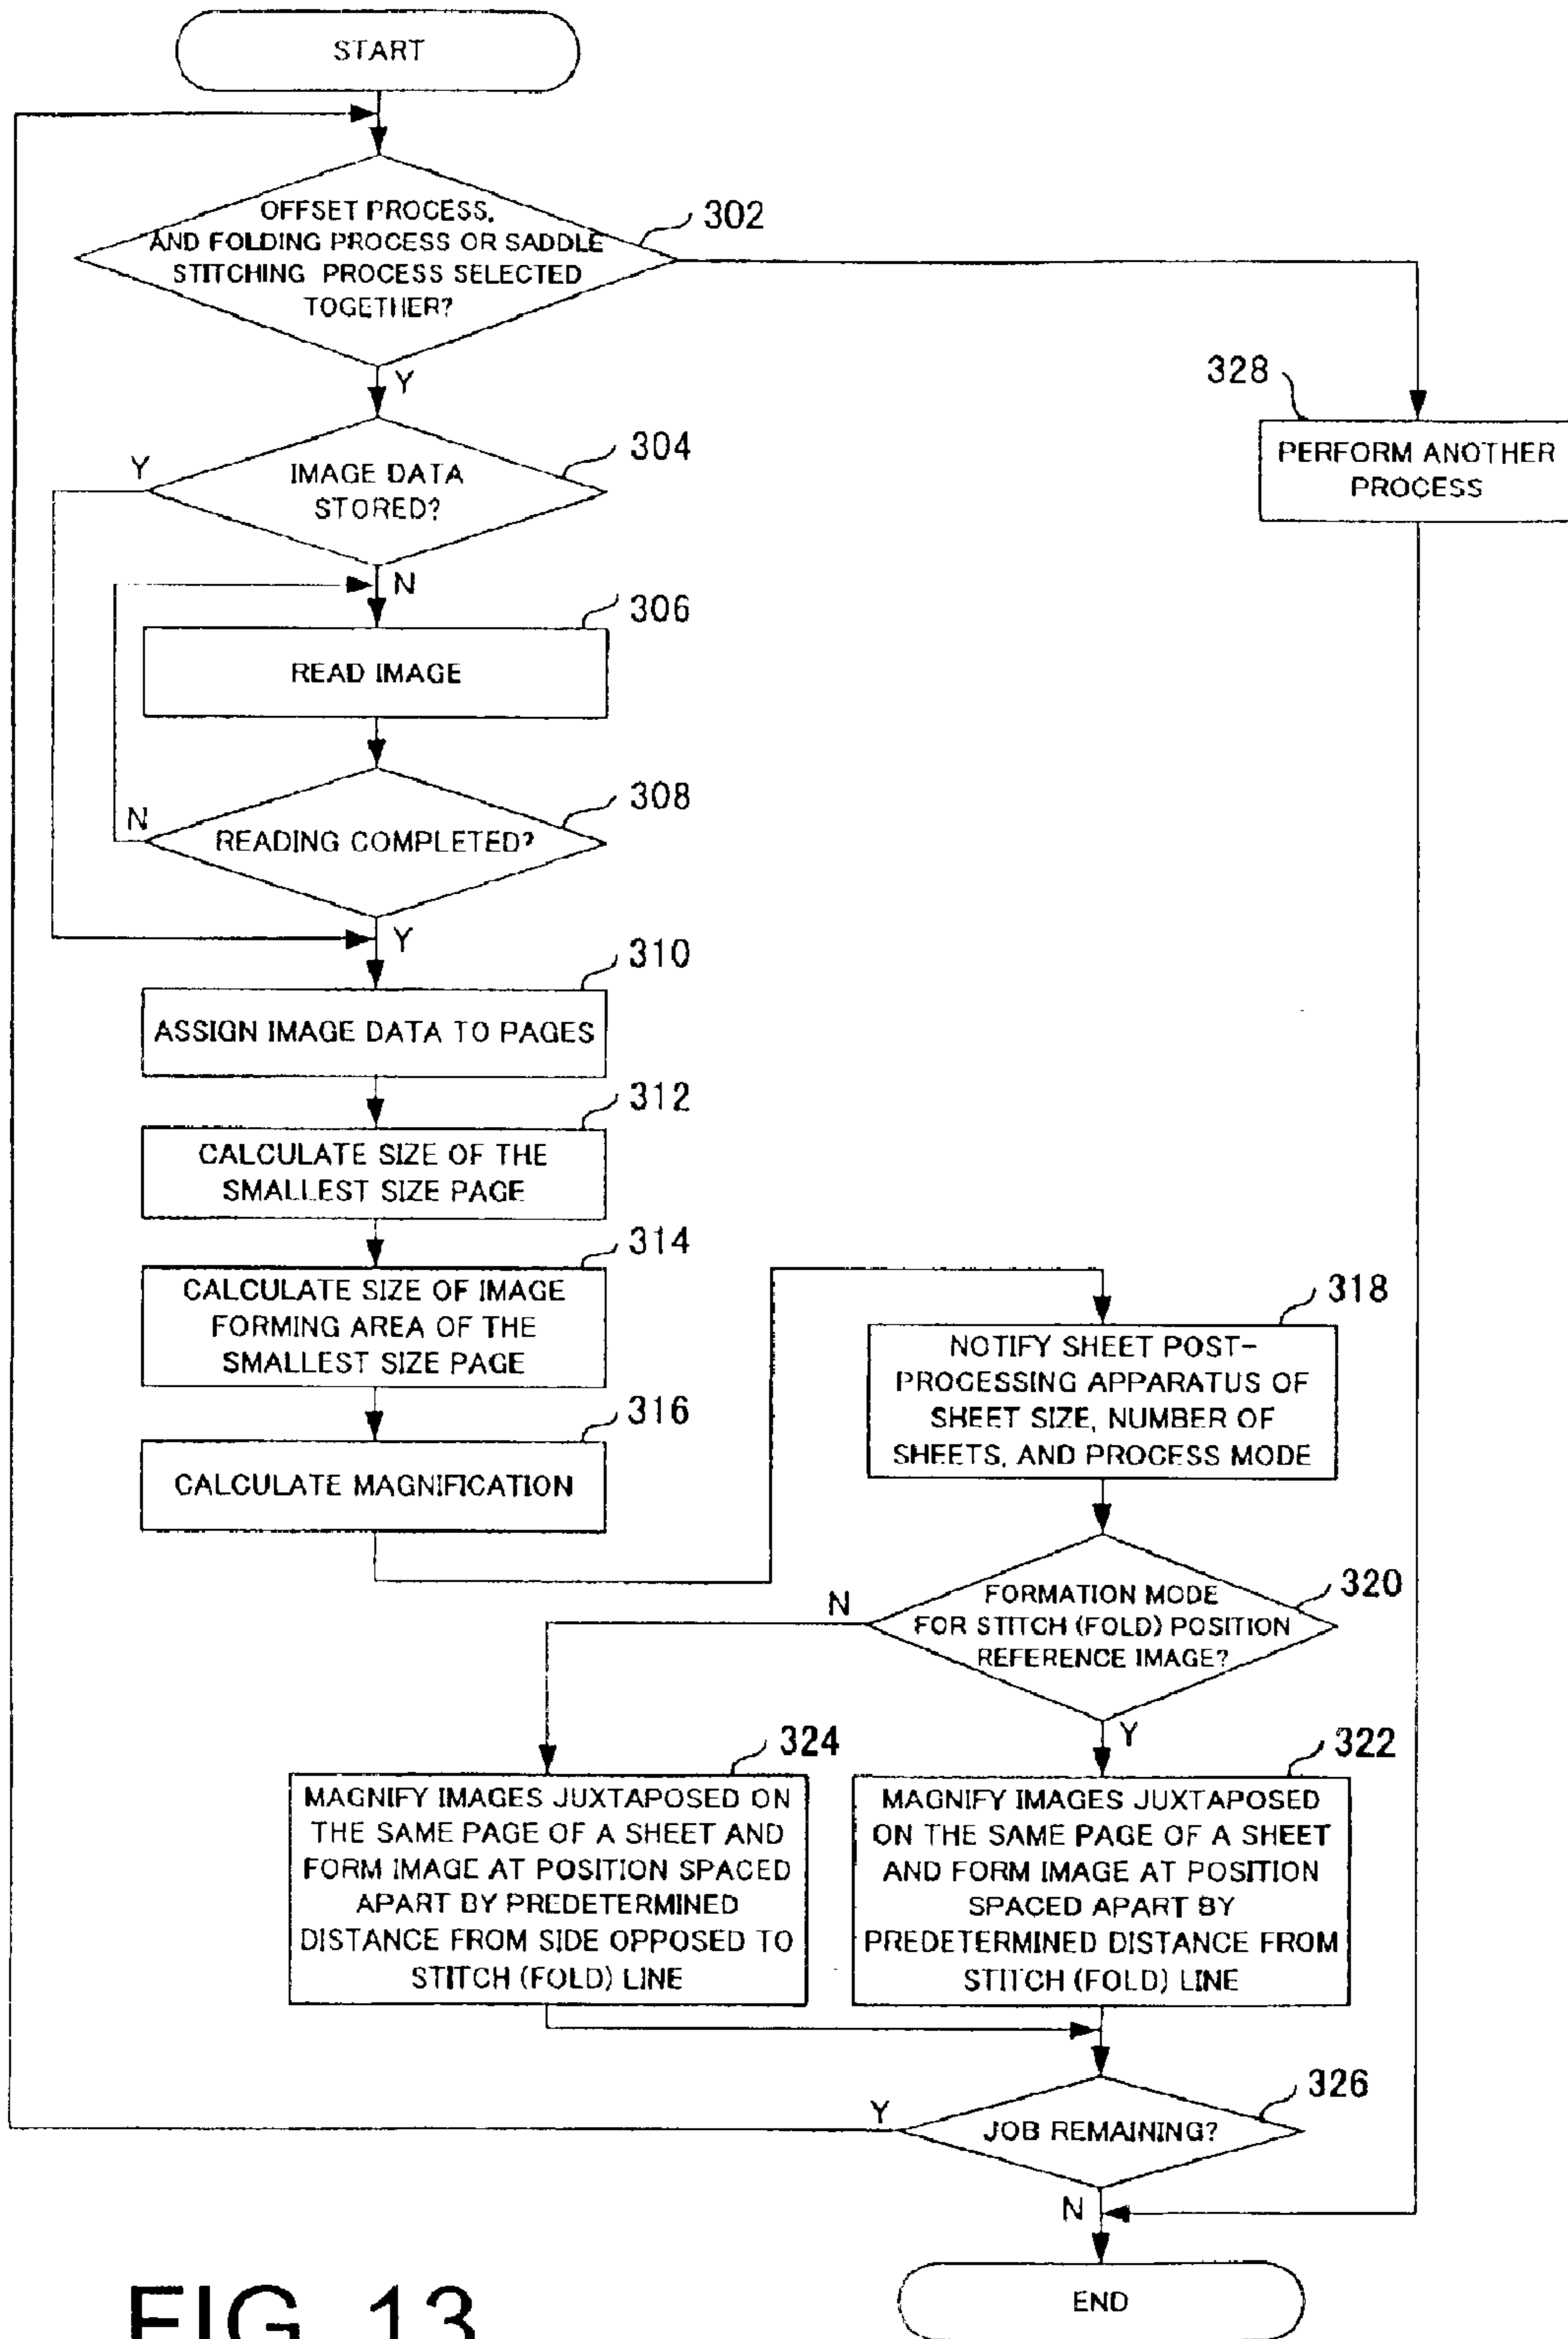 START
OFFSET PROCESS,
AND FOLDING PROCESS OR SADDLE
STITCHING PROCESS SELECTED
TOGETHER?
302
Y
328
PERFORM ANOTHER
PROCESS
304
Y
IMAGE DATA
STORED?
N
306
READ IMAGE
308
N
READING COMPLETED?
Y
310
ASSIGN IMAGE DATA TO PAGES
312
CALCULATE SIZE OF THE
SMALLEST SIZE PAGE
314
CALCULATE SIZE OF IMAGE
FORMING AREA OF THE
SMALLEST SIZE PAGE
316
CALCULATE MAGNIFICATION
318
NOTIFY SHEET POST-
PROCESSING APPARATUS OF
SHEET SIZE, NUMBER OF
SHEETS, AND PROCESS MODE
320
N
FORMATION MODE
FOR STITCH (FOLD) POSITION
REFERENCE IMAGE?
Y
324
MAGNIFY IMAGES JUXTAPOSED ON
THE SAME PAGE OF A SHEET AND
FORM IMAGE AT POSITION SPACED
APART BY PREDETERMINED
DISTANCE FROM SIDE OPPOSED TO
STITCH (FOLD) LINE
322
MAGNIFY IMAGES JUXTAPOSED
ON THE SAME PAGE OF A SHEET
AND FORM IMAGE AT POSITION
SPACED APART BY
PREDETERMINED DISTANCE FROM
STITCH (FOLD) LINE
326
Y
JOB REMAINING?
N
END
FIG. 13